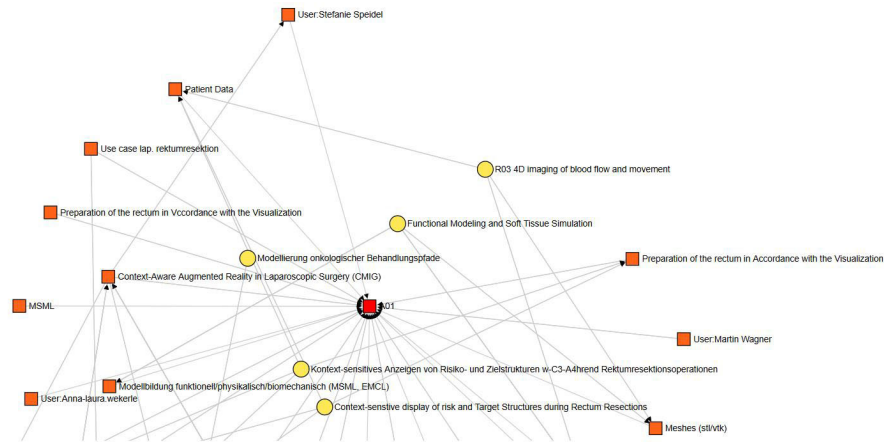 User:Stefanie Speidel
Patient Data
Use case lap. rektumresektion
R03 4D imaging of blood flow and movement
Preparation of the rectum in Vccordance with the Visualization
Functional Modeling and Soft Tissue Simulation
Modellierung onkologischer Behandlungspfade
Preparation of the rectum in Accordance with the Visualization
Context-Aware Augmented Reality in Laparoscopic Surgery (CMIG)
MSML
A01
User:Martin Wagner
Kontext-sensitives Anzeigen von Risiko- und Zielstrukturen w-C3-A4hrend Rektumresektionsoperationen
Modellbildung funktionell/physikalisch/biomechanisch (MSML, EMCL)
User:Anna-laura.wekerle
Context-senstive display of risk and Target Structures during Rectum Resections
Meshes (stl/vtk)